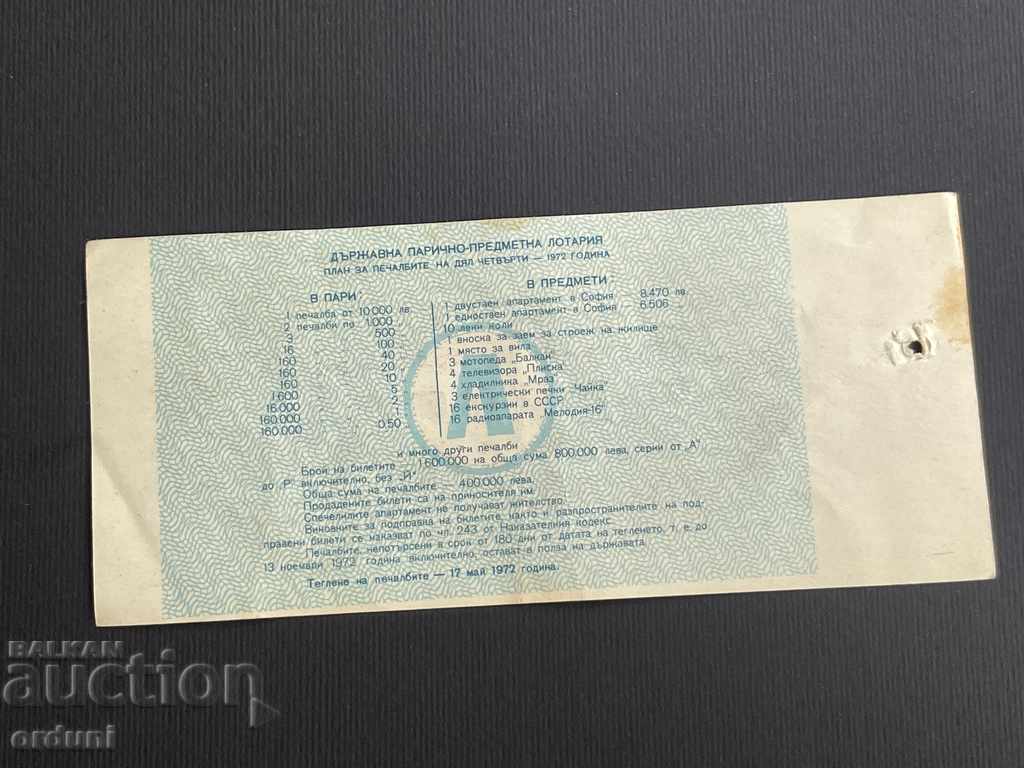 ДЪРЖАВНА ПАРИЧНО-ПРЕДМЕТНА ЛОТАРИЯ
ПЛАН ЗА ПЕЧАЛБИТЕ НА ДЯЛ ЧЕТВЪРТИ — 1972 ГОДИНА
В ПАРИ
1 печалба от 10 000 лв.
2 печалби по 1.000
3 500
16 100
160 40
160 20
160 10
1.600 5
16.000 2
160.000 1
160.000 0.50
В ПРЕДМЕТИ
1 двустаен апартамент в София 8.470 лв.
1 едностаен апартамент в София 6.506
10 леки коли
1 вноска за заем за строеж на жилище
1 място за вила
3 мотопеда „Балкан"
4 телевизора „Плиска"
4 хладилника „Мраз"
3 електрически печки „Чайка"
16 екскурзии в СССР
16 радиоапарата „Мелодия-16"
А
и много други печалби
Брой на билетите — 1 600.000 на обща сума 800.000 лева, серии от „А"
до „Р" включително, без „Й"
Обща сума на печалбите — 400.000 лева.
Продадените билети са на приносителя им.
Спечелилите апартамент не получават жителство.
Виновните за подправка на билетите, както и разпространителите на под-
правени билети се наказват по чл. 243 от Наказателния кодекс.
Печалбите, непотърсени в срок от 180 дни от датата на тегленето, т. е. до
13 ноември 1972 година включително, остават в полза на държавата.
Теглено на печалбите — 17 май 1972 година.
BALKAN
auction
orduni